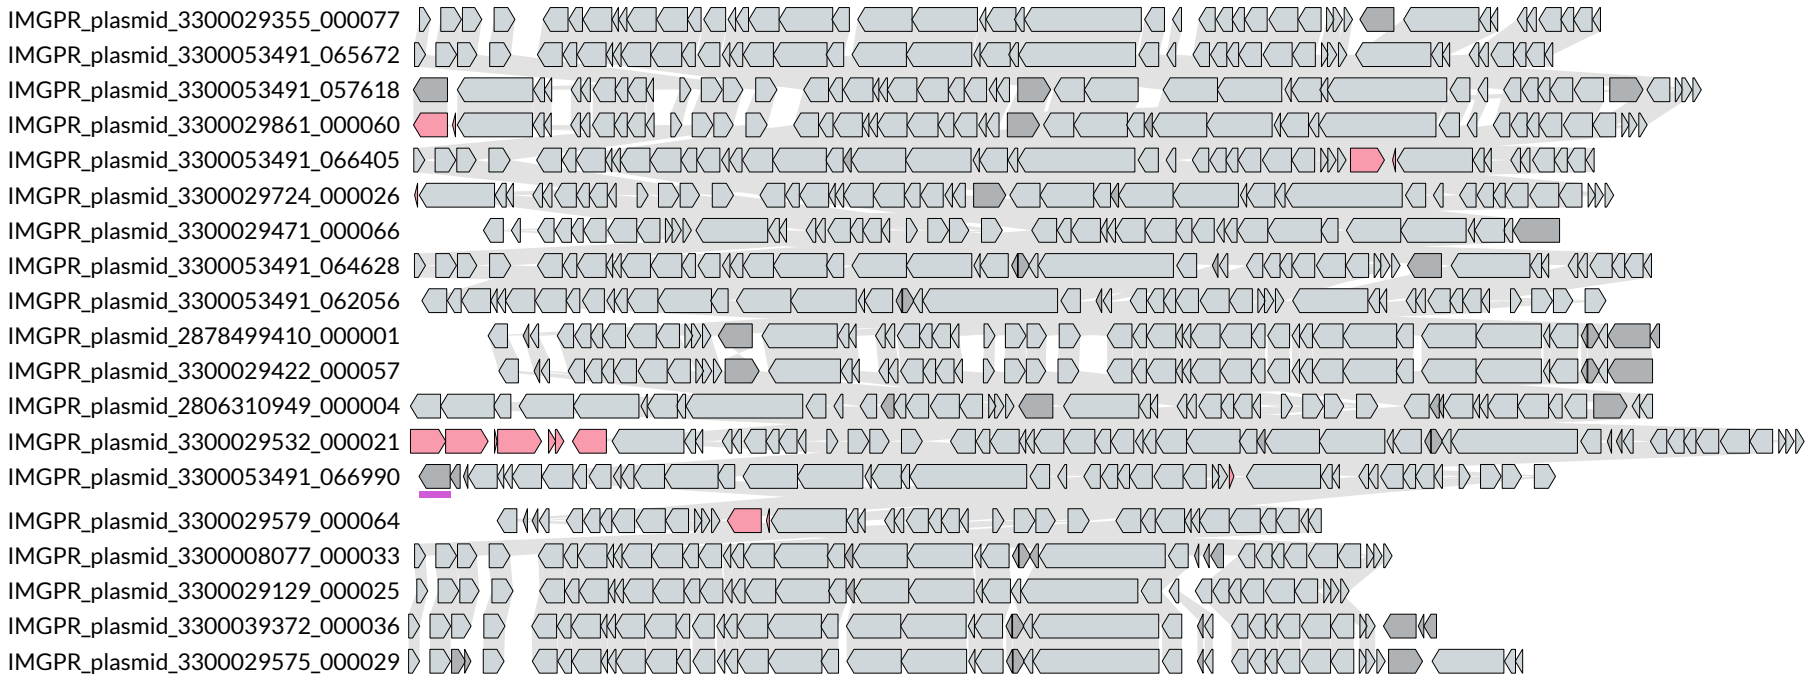 IMGPR_plasmid_3300029355_000077
IMGPR_plasmid_3300053491_065672
IMGPR_plasmid_3300053491_057618
IMGPR_plasmid_3300029861_000060
IMGPR_plasmid_3300053491_066405
IMGPR_plasmid_3300029724_000026
IMGPR_plasmid_3300029471_000066
IMGPR_plasmid_3300053491_064628
IMGPR_plasmid_3300053491_062056
IMGPR_plasmid_2878499410_000001
IMGPR_plasmid_3300029422_000057
IMGPR_plasmid_2806310949_000004
IMGPR_plasmid_3300029532_000021
IMGPR_plasmid_3300053491_066990
IMGPR_plasmid_3300029579_000064
IMGPR_plasmid_3300008077_000033
IMGPR_plasmid_3300029129_000025
IMGPR_plasmid_3300039372_000036
IMGPR_plasmid_3300029575_000029